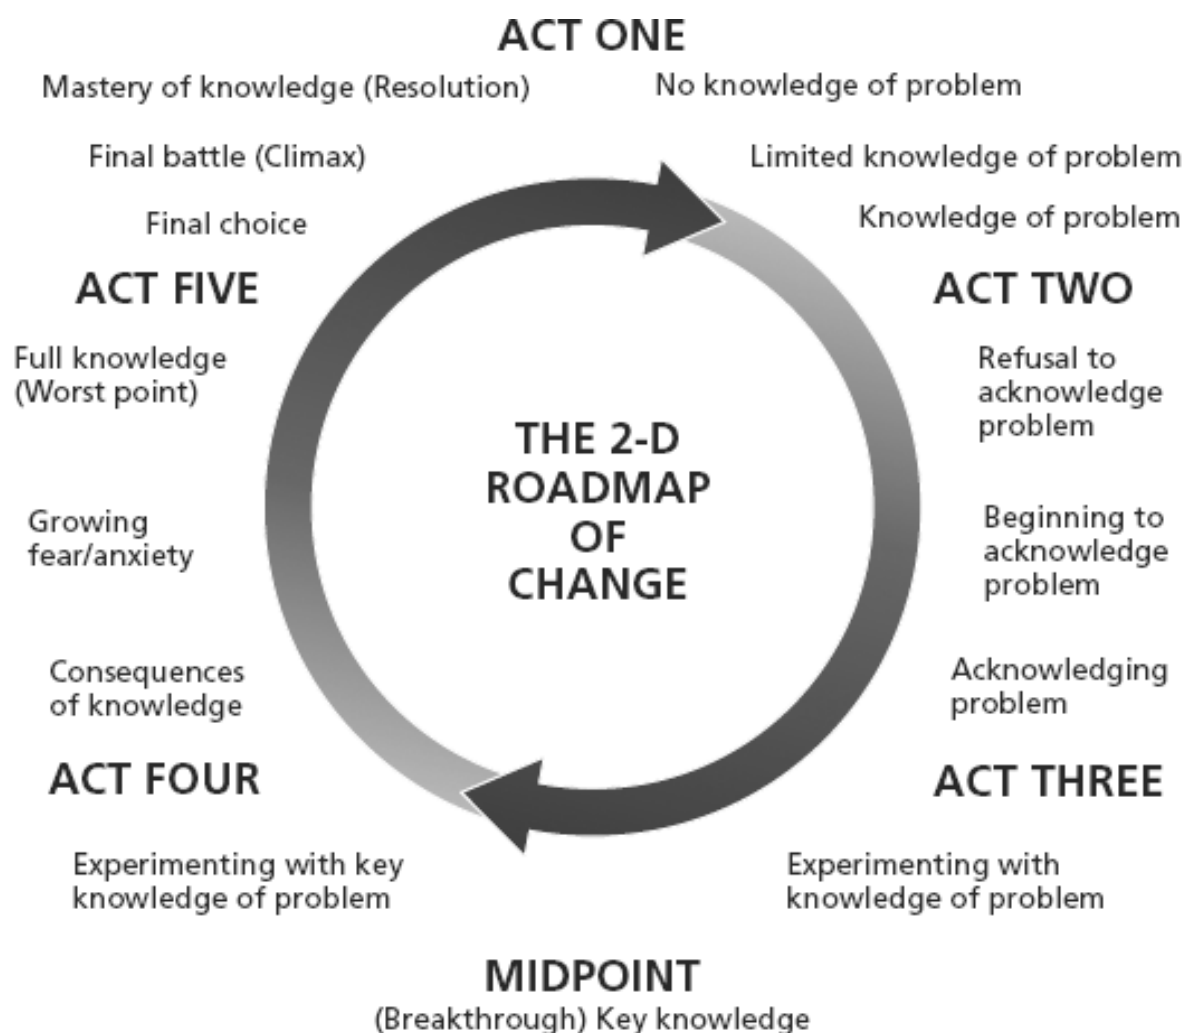 ACT ONE
Mastery of knowledge (Resolution)
No knowledge of problem
Final battle (Climax)
Limited knowledge of problem
Final choice
Knowledge of problem
ACT FIVE
ACT TWO
Full knowledge
(Worst point)
Refusal to
acknowledge
problem
THE 2-D
ROADMAP
OF
CHANGE
Growing
fear/anxiety
Beginning to
acknowledge
problem
Consequences
of knowledge
Acknowledging
problem
ACT FOUR
ACT THREE
Experimenting with key
knowledge of problem
Experimenting with
knowledge of problem
MIDPOINT
(Breakthrough) Key knowledge